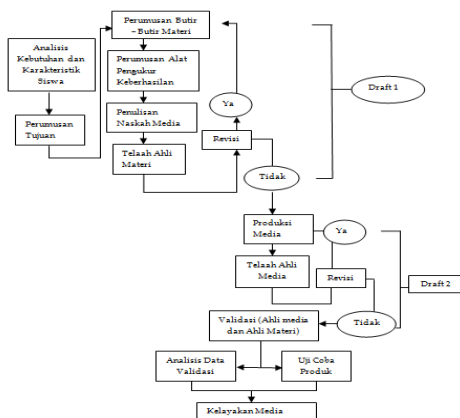 Perumusan Butir
– Butir Materi
Analisis
Kebutuhan dan
Karakteristik
Siswa
Perumusan Alat
Pengukur
Keberhasilan
Perumusan
Tujuan
Penulisan
Naskah Media
Telaah Ahli
Materi
Ya
Revisi
Tidak
Draft 1
Produksi
Media
Ya
Telaah Ahli
Media
Revisi
Draft 2
Validasi (Ahli media
dan Ahli Materi)
Tidak
Analisis Data
Validasi
Uji Coba
Produk
Kelayakan Media